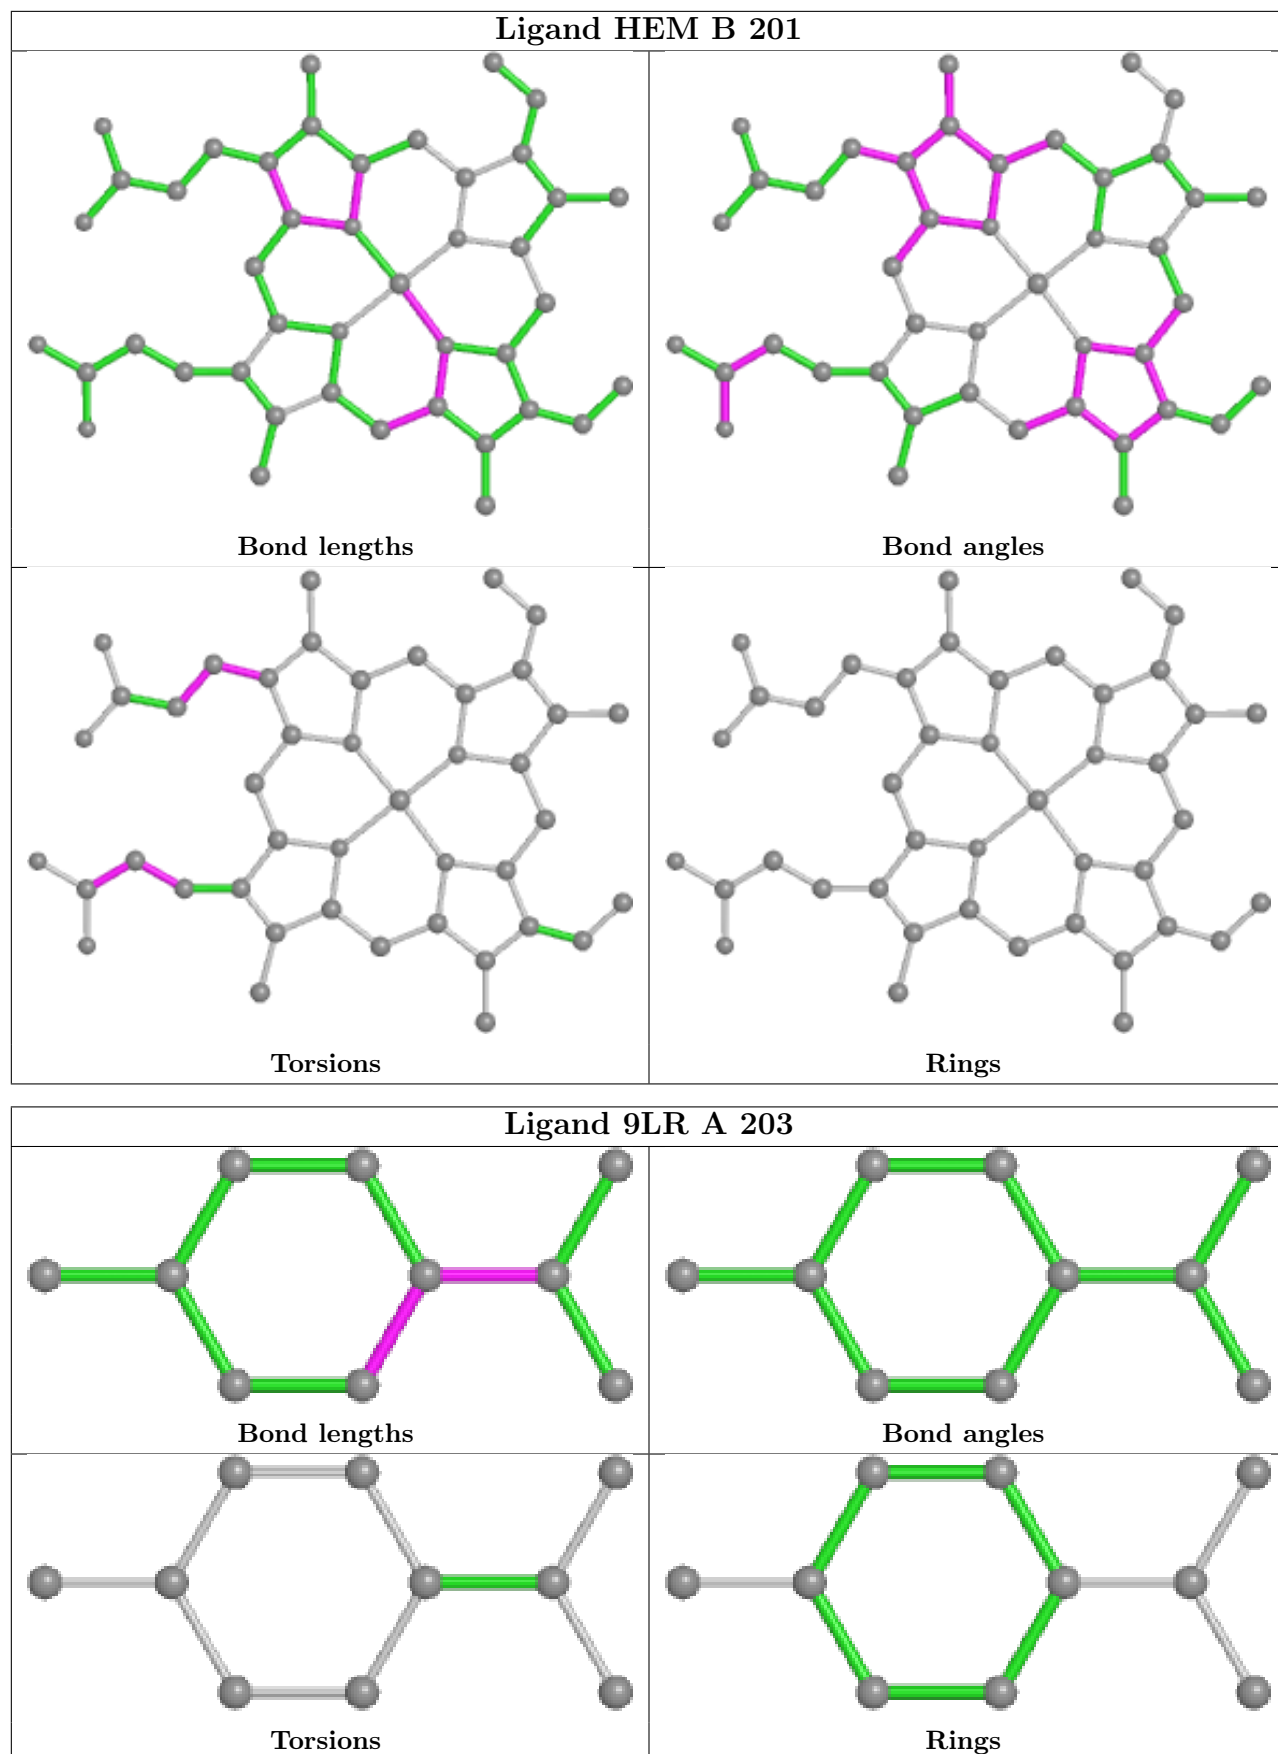 Ligand HEM B 201
Bond lengths
Bond angles
Torsions
Rings
Ligand 9LR A 203
Bond lengths
Bond angles
Torsions
Rings